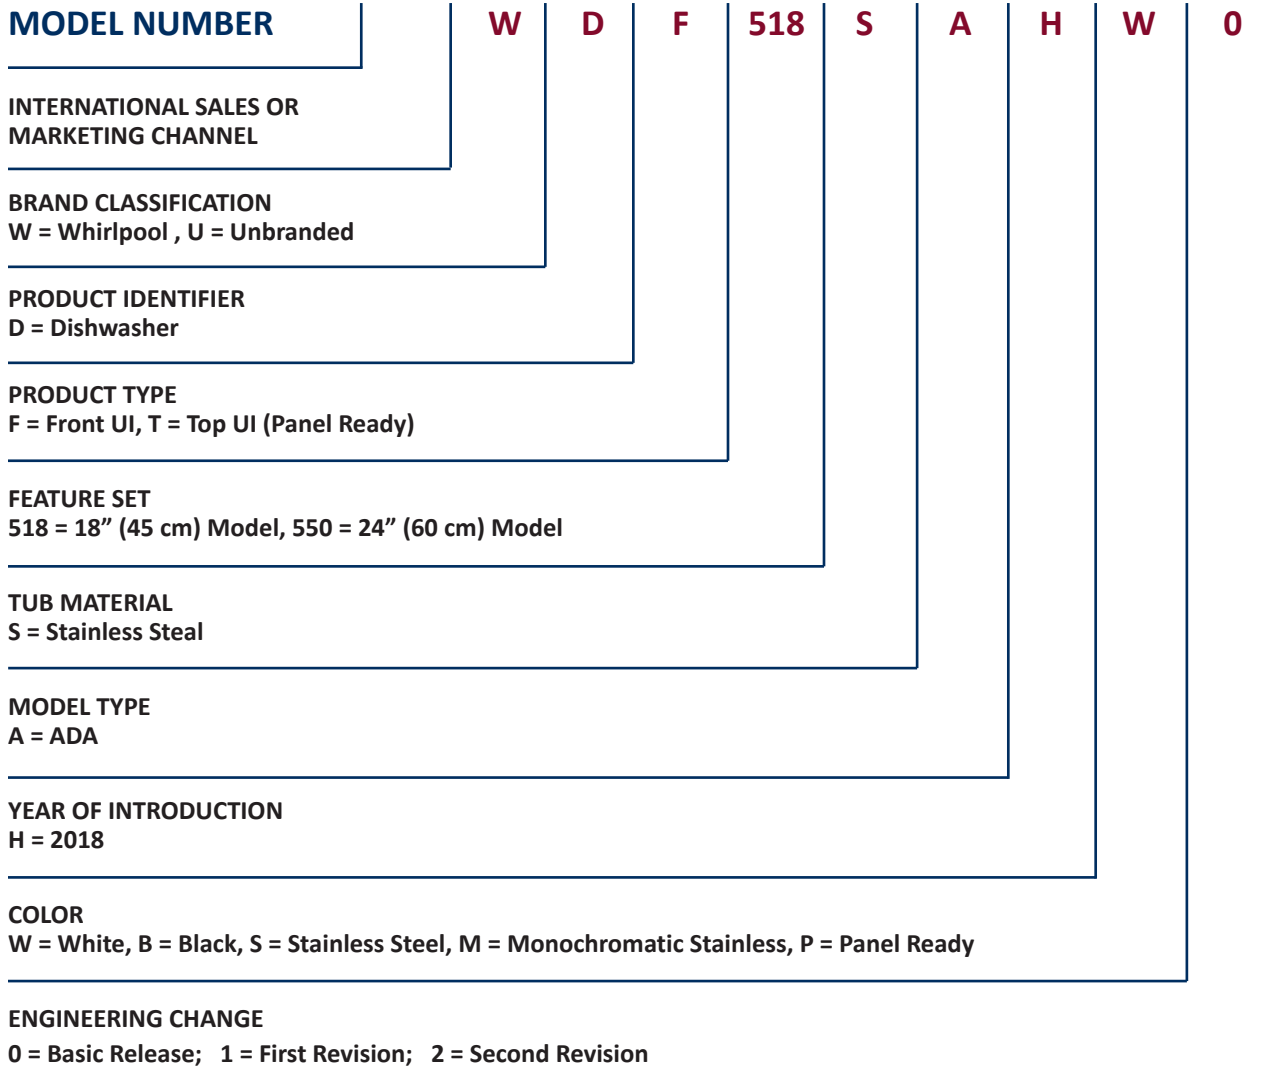 MODEL NUMBER W D F 518 S A H W 0
INTERNATIONAL SALES OR
MARKETING CHANNEL
BRAND CLASSIFICATION
W = Whirlpool , U = Unbranded
PRODUCT IDENTIFIER
D = Dishwasher
PRODUCT TYPE
F = Front UI, T = Top UI (Panel Ready)
FEATURE SET
518 = 18” (45 cm) Model, 550 = 24” (60 cm) Model
TUB MATERIAL
S = Stainless Steal
MODEL TYPE
A = ADA
YEAR OF INTRODUCTION
H = 2018
COLOR
W = White, B = Black, S = Stainless Steel, M = Monochromatic Stainless, P = Panel Ready
ENGINEERING CHANGE
0 = Basic Release; 1 = First Revision; 2 = Second Revision